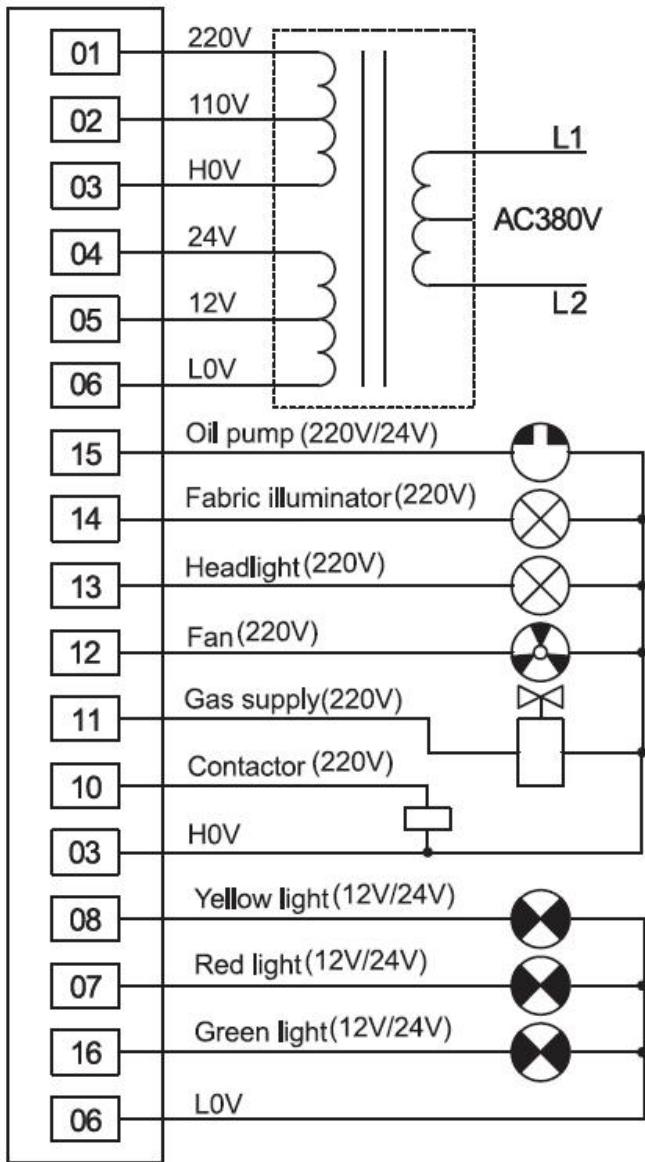 01 220V
02 110V
03 H0V
L1
AC380V
L2
04 24V
05 12V
06 L0V
15 Oil pump (220V/24V)
14 Fabric illuminator(220V)
13 Headlight(220V)
12 Fan(220V)
11 Gas supply(220V)
10 Contactor (220V)
03 H0V
08 Yellow light(12V/24V)
07 Red light(12V/24V)
16 Green light(12V/24V)
06 L0V